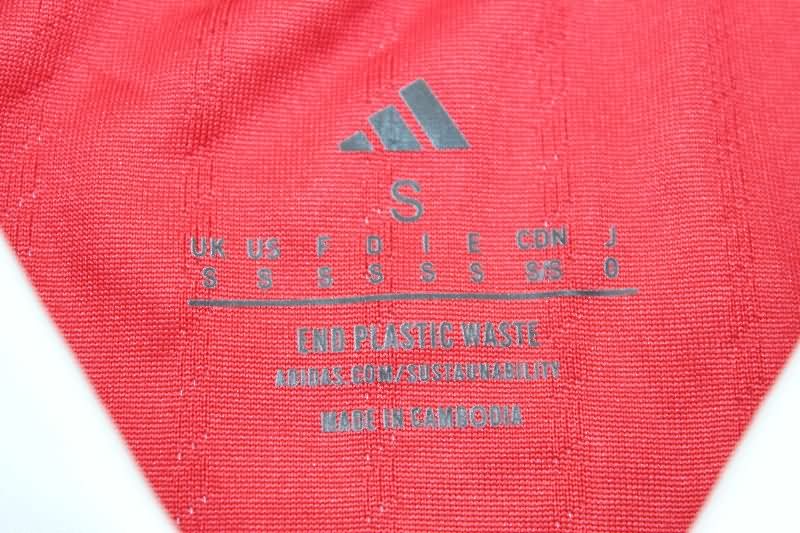 S
UK US F D I E CDN J
S S S S S S S/S O
END PLASTIC WASTE
ADIDAS.COM/SUSTAINABILITY
MADE IN CAMBODIA